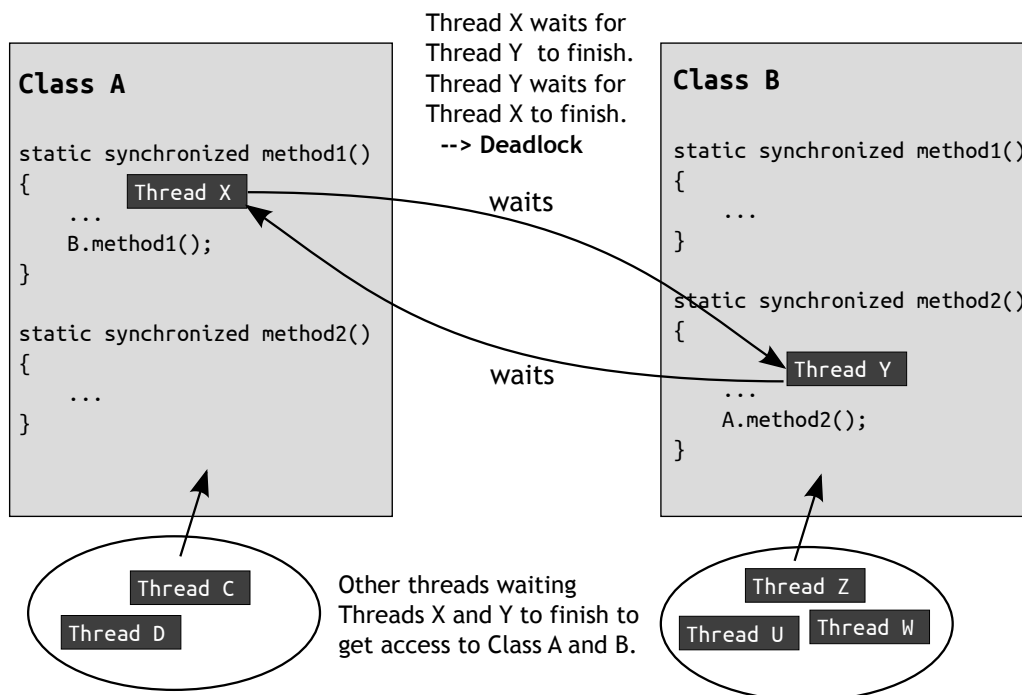 Thread X waits for
Thread Y to finish.
Thread Y waits for
Thread X to finish.
--> Deadlock
Class A
static synchronized method1()
{
Thread X
...
B.method1();
}
static synchronized method2()
{
...
}
waits
waits
Class B
static synchronized method1()
{
...
}
static synchronized method2()
{
Thread Y
...
A.method2();
}
Thread C
Thread D
Other threads waiting
Threads X and Y to finish to
get access to Class A and B.
Thread Z
Thread U
Thread W